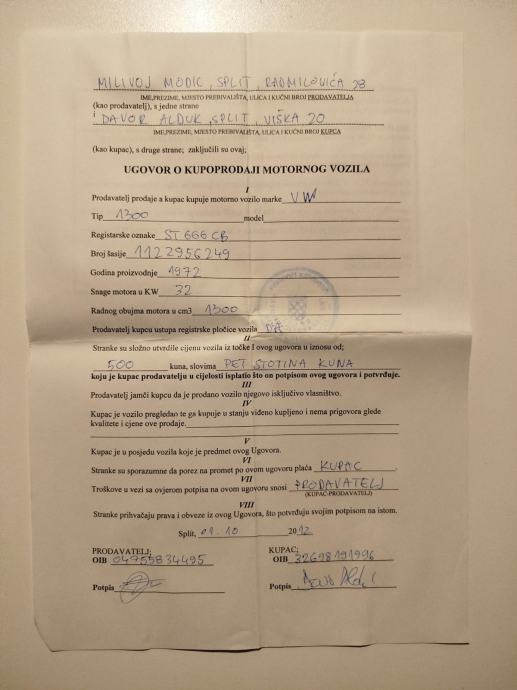 MILIVOJ MODIC, SPLIT, RADMILOVIĆA 28
IME,PREZIME, MJESTO PREBIVALIŠTA, ULICA I KUĆNI BROJ PRODAVATELJA
(kao prodavatelj), s jedne strane
i DAVOR ALDUK, SPLIT, VIŠKA 20
IME,PREZIME, MJESTO PREBIVALIŠTA, ULICA I KUĆNI BROJ KUPCA
(kao kupac), s druge strane; zaključili su ovaj;
UGOVOR O KUPOPRODAJI MOTORNOG VOZILA
I
Prodavatelj prodaje a kupac kupuje motorno vozilo marke VW
Tip 1300 model
Registarske oznake ST 666 CB
Broj šasije 1122956249
Godina proizvodnje 1972
Snage motora u KW 32
Radnog obujma motora u cm3 1300
Prodavatelj kupcu ustupa registrske pločice vozila DA
II
Stranke su složno utvrdile cijenu vozila iz točke I ovog ugovora u iznosu od;
500 kuna, slovima PET STOTINA KUNA
koju je kupac prodavatelju u cijelosti isplatio što on potpisom ovog ugovora i potvrđuje.
III
Prodavatelj jamči kupcu da je prodano vozilo njegovo isključivo vlasništvo.
IV
Kupac je vozilo pregledao te ga kupuje u stanju viđeno kupljeno i nema prigovora glede
kvalitete i cjene ove prodaje.
V
Kupac je u posjedu vozila koje je predmet ovog Ugovora.
VI
Stranke su sporazumne da porez na promet po ovom ugovoru plaća KUPAC
VII
Troškove u vezi sa ovjerom potpisa na ovom ugovoru snosi PRODAVATELJ
(KUPAC-PRODAVATELJ)
VIII
Stranke prihvaćaju prava i obveze iz ovog Ugovora, što potvrđuju svojim potpisom na istom.
Split, 01.10 2012
PRODAVATELJ; KUPAC;
OIB 04755834495 OIB 32698191996
Potpis Potpis